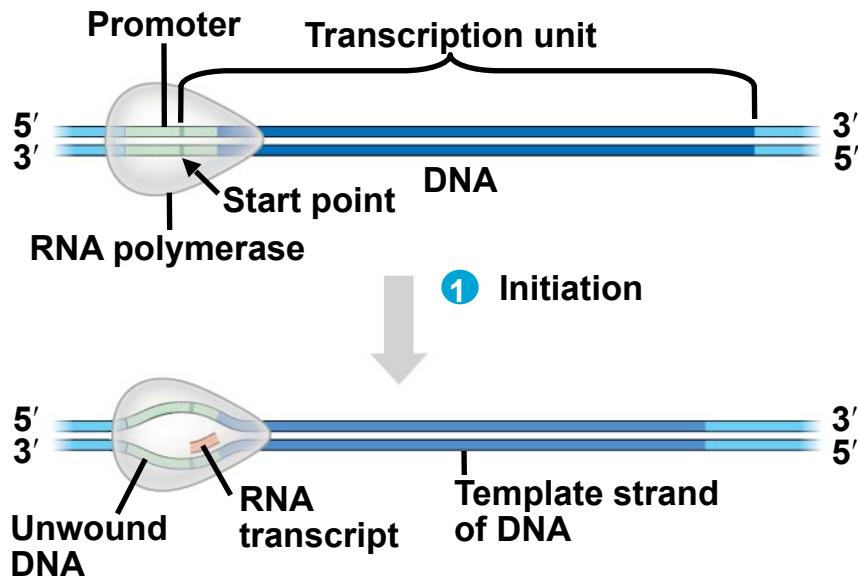 Promoter
Transcription unit
5′
3′
3′
5′
DNA
Start point
RNA polymerase
1 Initiation
5′
3′
3′
5′
Unwound
DNA
RNA
transcript
Template strand
of DNA